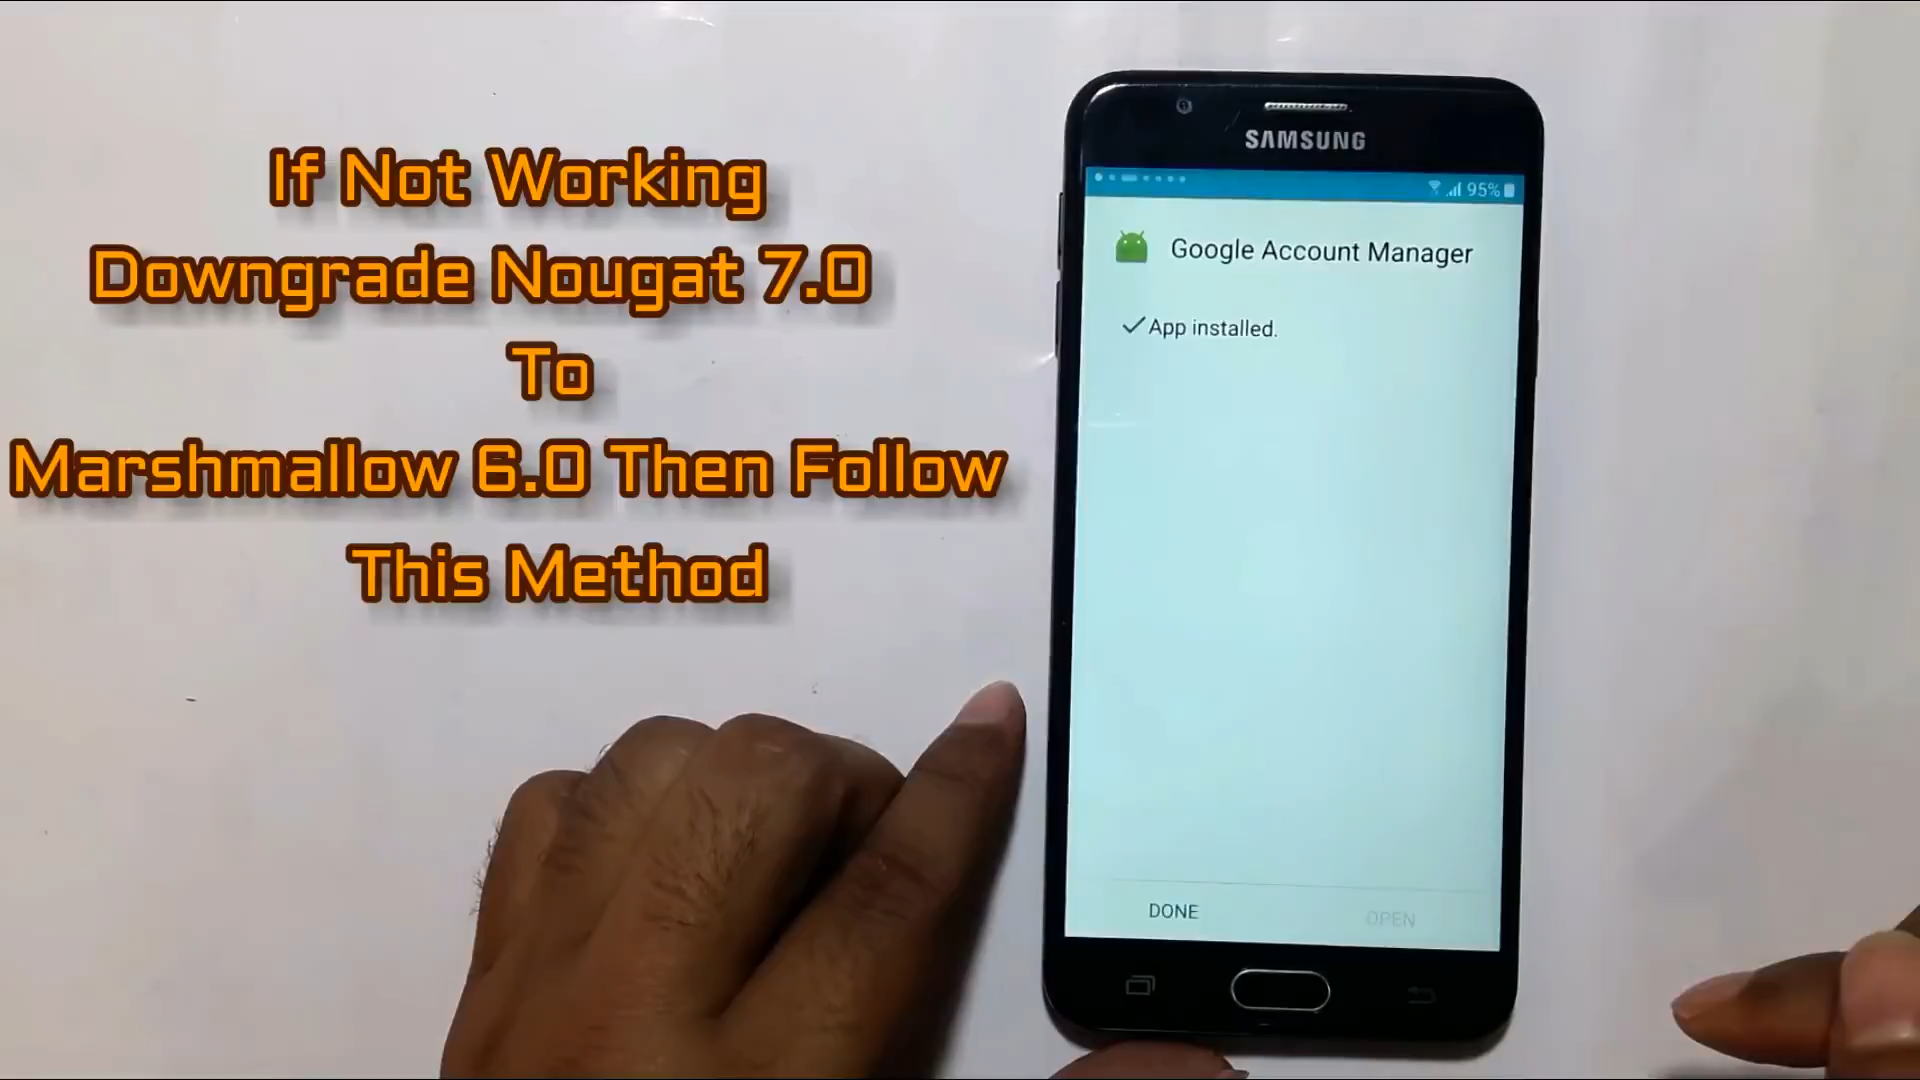 If Not Working
Downgrade Nougat 7.0
To
Marshmallow 6.0 Then Follow
This Method
SAMSUNG
95%
Google Account Manager
App installed.
DONE
OPEN